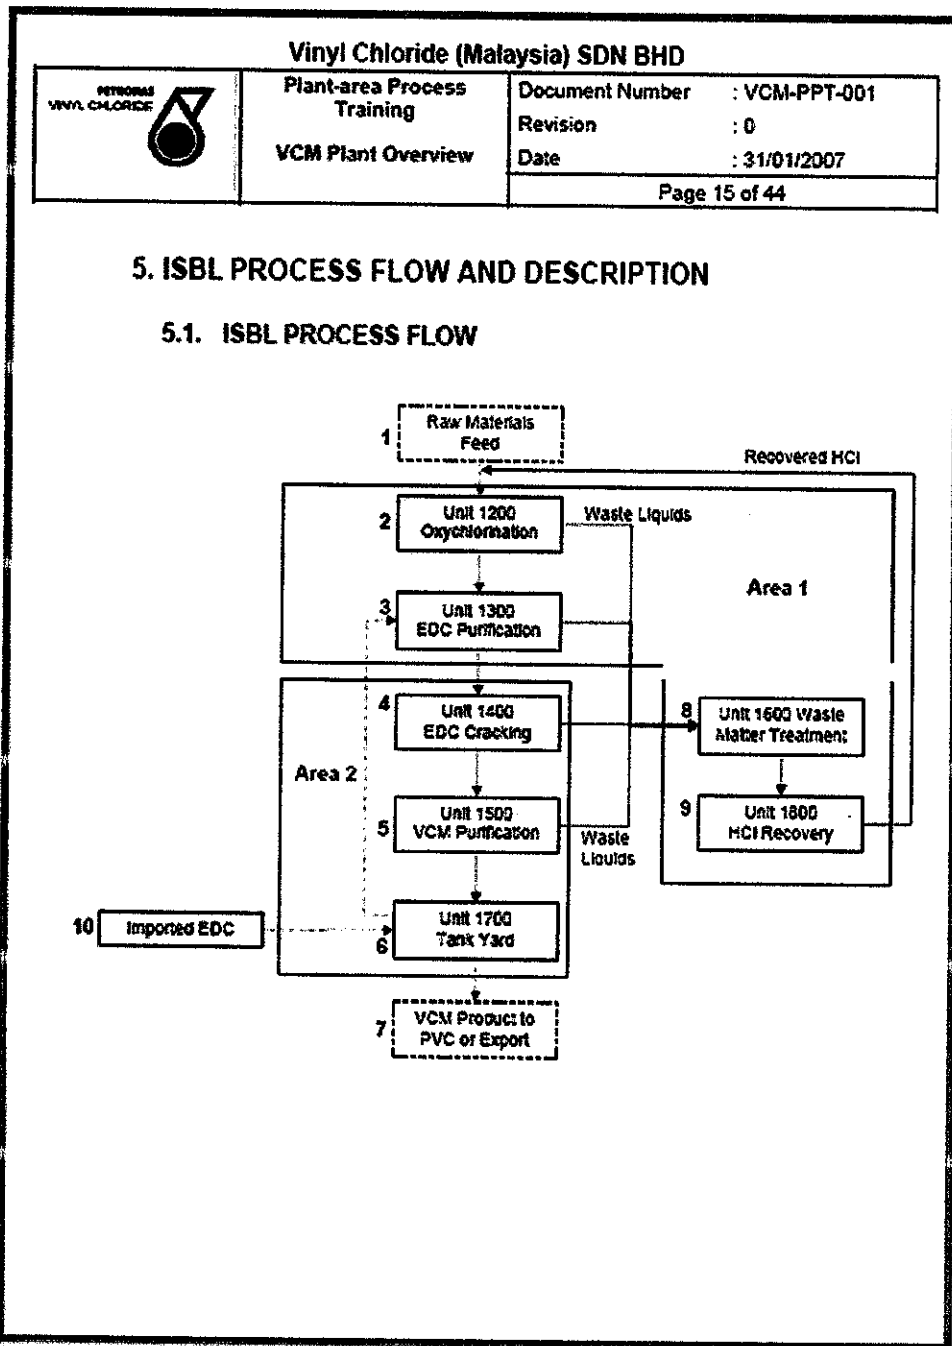 Vinyl Chloride (Malaysia) SDN BHD
PETRONAS
VINYL CHLORIDE
Plant-area Process
Training
VCM Plant Overview
Document Number : VCM-PPT-001
Revision : 0
Date : 31/01/2007
Page 15 of 44
5. ISBL PROCESS FLOW AND DESCRIPTION
5.1. ISBL PROCESS FLOW
1
Raw Materials
Feed
Recovered HCl
2
Unit 1200
Oxychlorination
Waste Liquids
Area 1
3
Unit 1300
EDC Purification
4
Unit 1400
EDC Cracking
8
Unit 1600 Waste
Matter Treatment
Area 2
5
Unit 1500
VCM Purification
Waste
Liquids
9
Unit 1800
HCl Recovery
10
Imported EDC
6
Unit 1700
Tank Yard
7
VCM Product to
PVC or Export